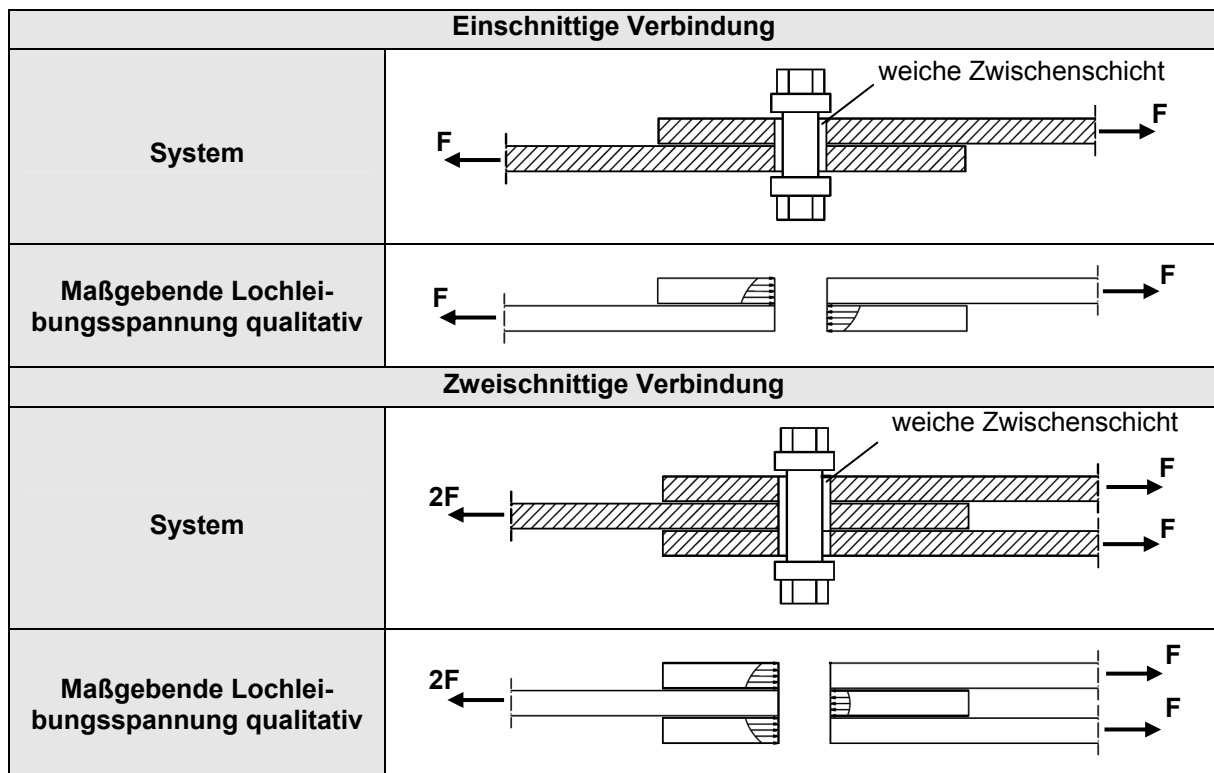 Einschnittige Verbindung
System
weiche Zwischenschicht
F
F
Maßgebende Lochlei-
bungsspannung qualitativ
F
F
Zweischnittige Verbindung
System
weiche Zwischenschicht
2F
F
F
Maßgebende Lochlei-
bungsspannung qualitativ
2F
F
F